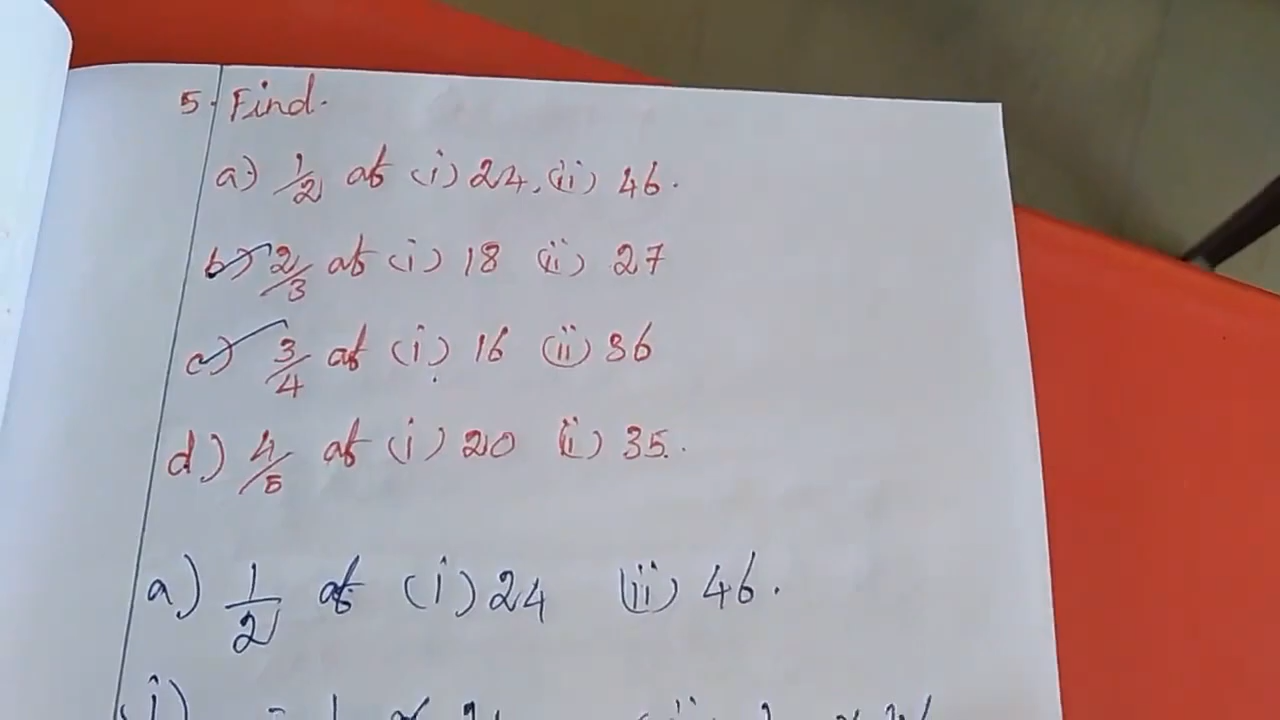 5. Find.
a) 1/2 of (i) 24, (ii) 46.
b) 2/3 of (i) 18 (ii) 27
c) 3/4 of (i) 16 (ii) 36
d) 4/5 of (i) 20 (ii) 35.
a) 1/2 of (i) 24 (ii) 46.
(i)